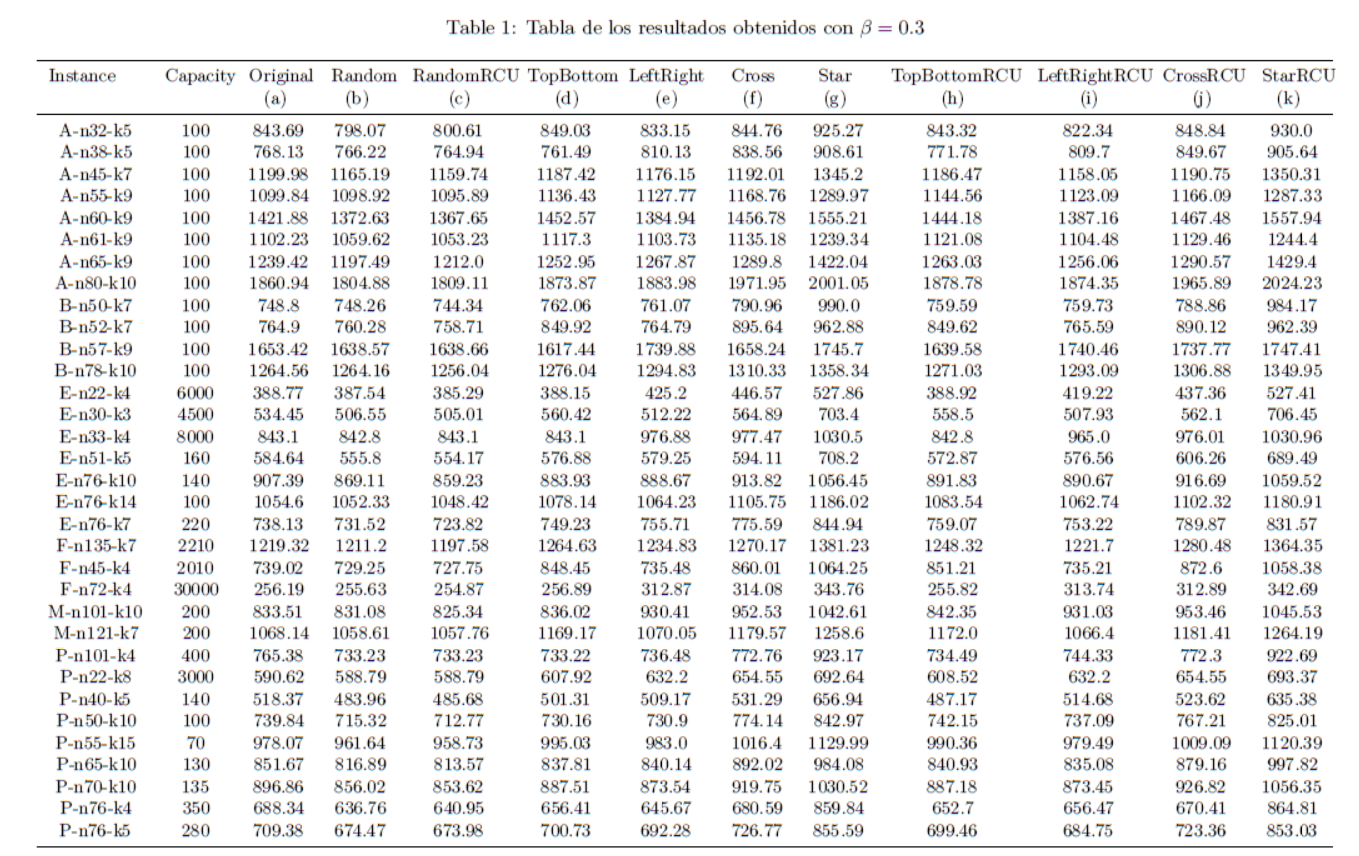 Table 1: Tabla de los resultados obtenidos con β = 0.3
Instance Capacity Original Random RandomRCU TopBottom LeftRight Cross Star TopBottomRCU LeftRightRCU CrossRCU StarRCU
(a) (b) (c) (d) (e) (f) (g) (h) (i) (j) (k)
A-n32-k5 100 843.69 798.07 800.61 849.03 833.15 844.76 925.27 843.32 822.34 848.84 930.0
A-n38-k5 100 768.13 766.22 764.94 761.49 810.13 838.56 908.61 771.78 809.7 849.67 905.64
A-n45-k7 100 1199.98 1165.19 1159.74 1187.42 1176.15 1192.01 1345.2 1186.47 1158.05 1190.75 1350.31
A-n55-k9 100 1099.84 1098.92 1095.89 1136.43 1127.77 1168.76 1289.97 1144.56 1123.09 1166.09 1287.33
A-n60-k9 100 1421.88 1372.63 1367.65 1452.57 1384.94 1456.78 1555.21 1444.18 1387.16 1467.48 1557.94
A-n61-k9 100 1102.23 1059.62 1053.23 1117.3 1103.73 1135.18 1239.34 1121.08 1104.48 1129.46 1244.4
A-n65-k9 100 1239.42 1197.49 1212.0 1252.95 1267.87 1289.8 1422.04 1263.03 1256.06 1290.57 1429.4
A-n80-k10 100 1860.94 1804.88 1809.11 1873.87 1883.98 1971.95 2001.05 1878.78 1874.35 1965.89 2024.23
B-n50-k7 100 748.8 748.26 744.34 762.06 761.07 790.96 990.0 759.59 759.73 788.86 984.17
B-n52-k7 100 764.9 760.28 758.71 849.92 764.79 895.64 962.88 849.62 765.59 890.12 962.39
B-n57-k9 100 1653.42 1638.57 1638.66 1617.44 1739.88 1658.24 1745.7 1639.58 1740.46 1737.77 1747.41
B-n78-k10 100 1264.56 1264.16 1256.04 1276.04 1294.83 1310.33 1358.34 1271.03 1293.09 1306.88 1349.95
E-n22-k4 6000 388.77 387.54 385.29 388.15 425.2 446.57 527.86 388.92 419.22 437.36 527.41
E-n30-k3 4500 534.45 506.55 505.01 560.42 512.22 564.89 703.4 558.5 507.93 562.1 706.45
E-n33-k4 8000 843.1 842.8 843.1 843.1 976.88 977.47 1030.5 842.8 965.0 976.01 1030.96
E-n51-k5 160 584.64 555.8 554.17 576.88 579.25 594.11 708.2 572.87 576.56 606.26 689.49
E-n76-k10 140 907.39 869.11 859.23 883.93 888.67 913.82 1056.45 891.83 890.67 916.69 1059.52
E-n76-k14 100 1054.6 1052.33 1048.42 1078.14 1064.23 1105.75 1186.02 1083.54 1062.74 1102.32 1180.91
E-n76-k7 220 738.13 731.52 723.82 749.23 755.71 775.59 844.94 759.07 753.22 789.87 831.57
F-n135-k7 2210 1219.32 1211.2 1197.58 1264.63 1234.83 1270.17 1381.23 1248.32 1221.7 1280.48 1364.35
F-n45-k4 2010 739.02 729.25 727.75 848.45 735.48 860.01 1064.25 851.21 735.21 872.6 1058.38
F-n72-k4 30000 256.19 255.63 254.87 256.89 312.87 314.08 343.76 255.82 313.74 312.89 342.69
M-n101-k10 200 833.51 831.08 825.34 836.02 930.41 952.53 1042.61 842.35 931.03 953.46 1045.53
M-n121-k7 200 1068.14 1058.61 1057.76 1169.17 1070.05 1179.57 1258.6 1172.0 1066.4 1181.41 1264.19
P-n101-k4 400 765.38 733.23 733.23 733.22 736.48 772.76 923.17 734.49 744.33 772.3 922.69
P-n22-k8 3000 590.62 588.79 588.79 607.92 632.2 654.55 692.64 608.52 632.2 654.55 693.37
P-n40-k5 140 518.37 483.96 485.68 501.31 509.17 531.29 656.94 487.17 514.68 523.62 635.38
P-n50-k10 100 739.84 715.32 712.77 730.16 730.9 774.14 842.97 742.15 737.09 767.21 825.01
P-n55-k15 70 978.07 961.64 958.73 995.03 983.0 1016.4 1129.99 990.36 979.49 1009.09 1120.39
P-n65-k10 130 851.67 816.89 813.57 837.81 840.14 892.02 984.08 840.93 835.08 879.16 997.82
P-n70-k10 135 896.86 856.02 853.62 887.51 873.54 919.75 1030.52 887.18 873.45 926.82 1056.35
P-n76-k4 350 688.34 636.76 640.95 656.41 645.67 680.59 859.84 652.7 656.47 670.41 864.81
P-n76-k5 280 709.38 674.47 673.98 700.73 692.28 726.77 855.59 699.46 684.75 723.36 853.03